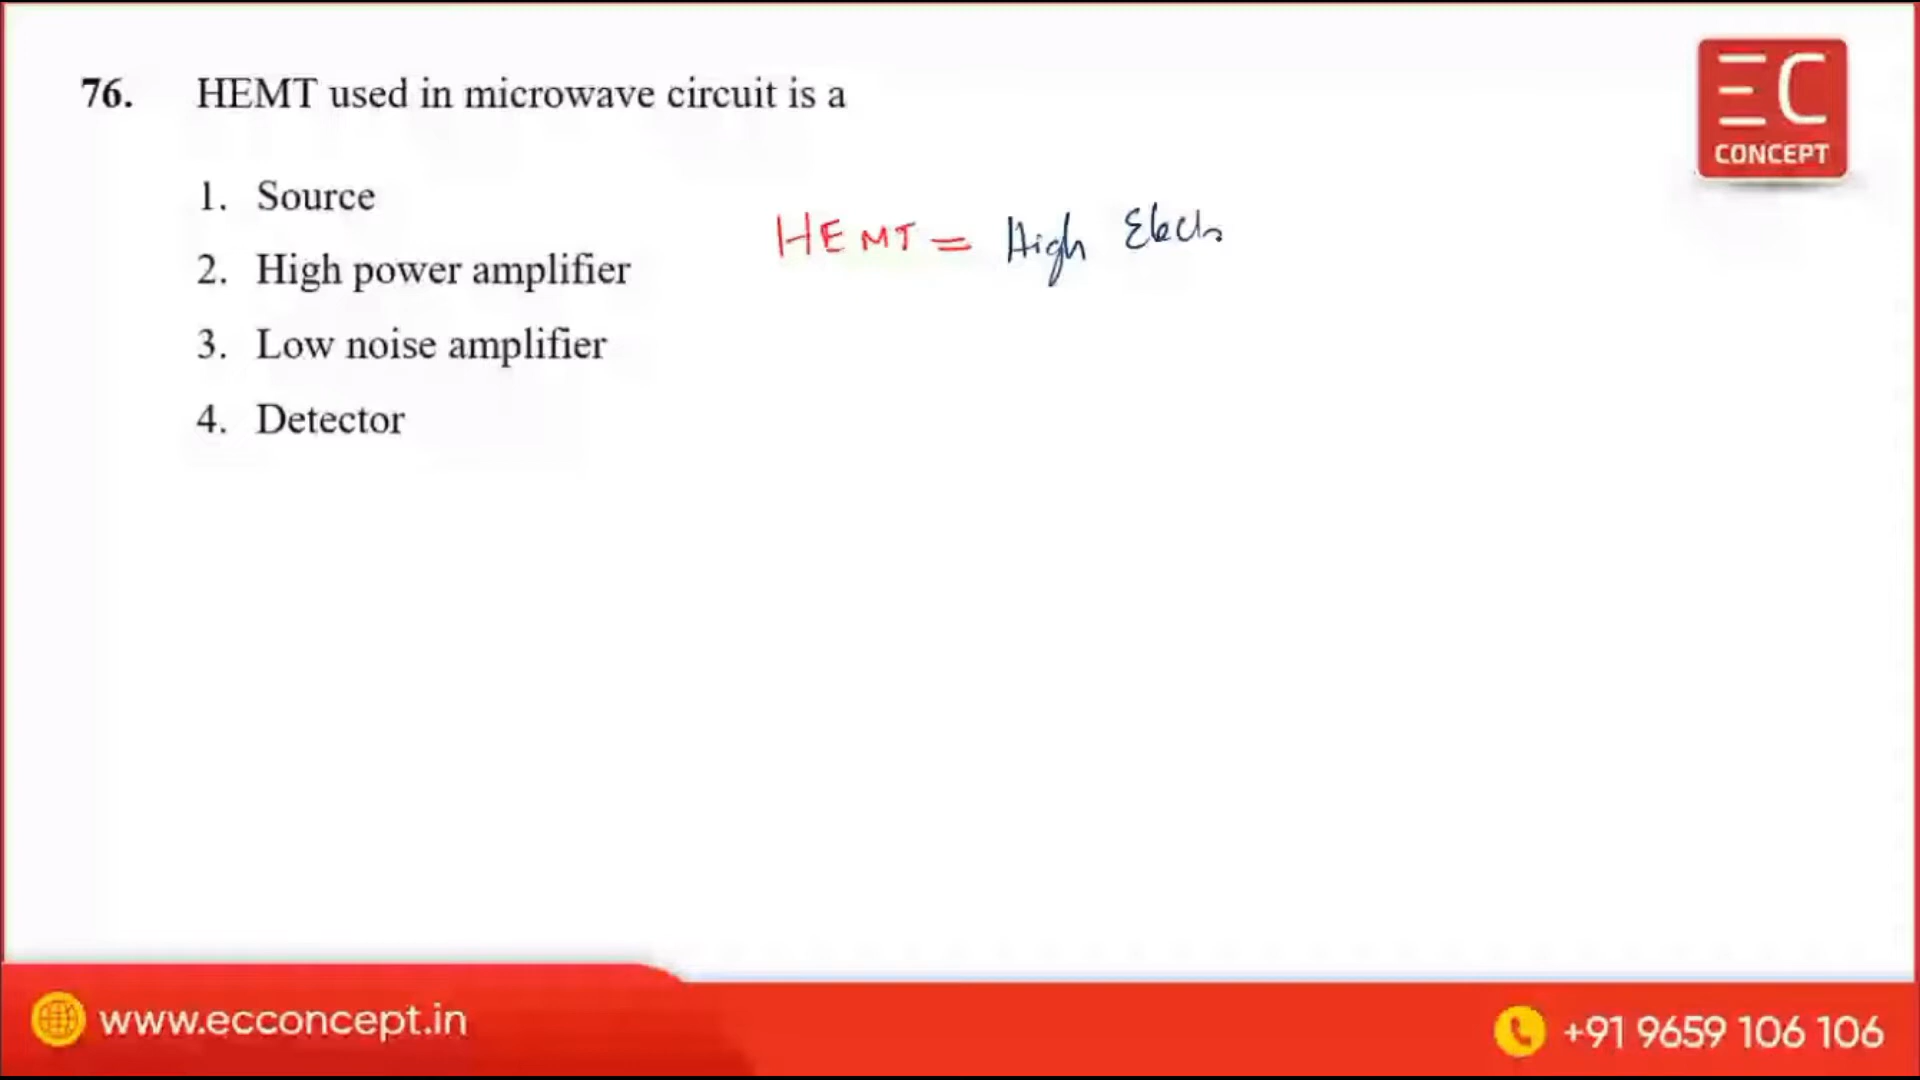 76. HEMT used in microwave circuit is a
1. Source
2. High power amplifier
3. Low noise amplifier
4. Detector
HEMT = High
EC
CONCEPT
www.ecconcept.in
+91 9659 106 106